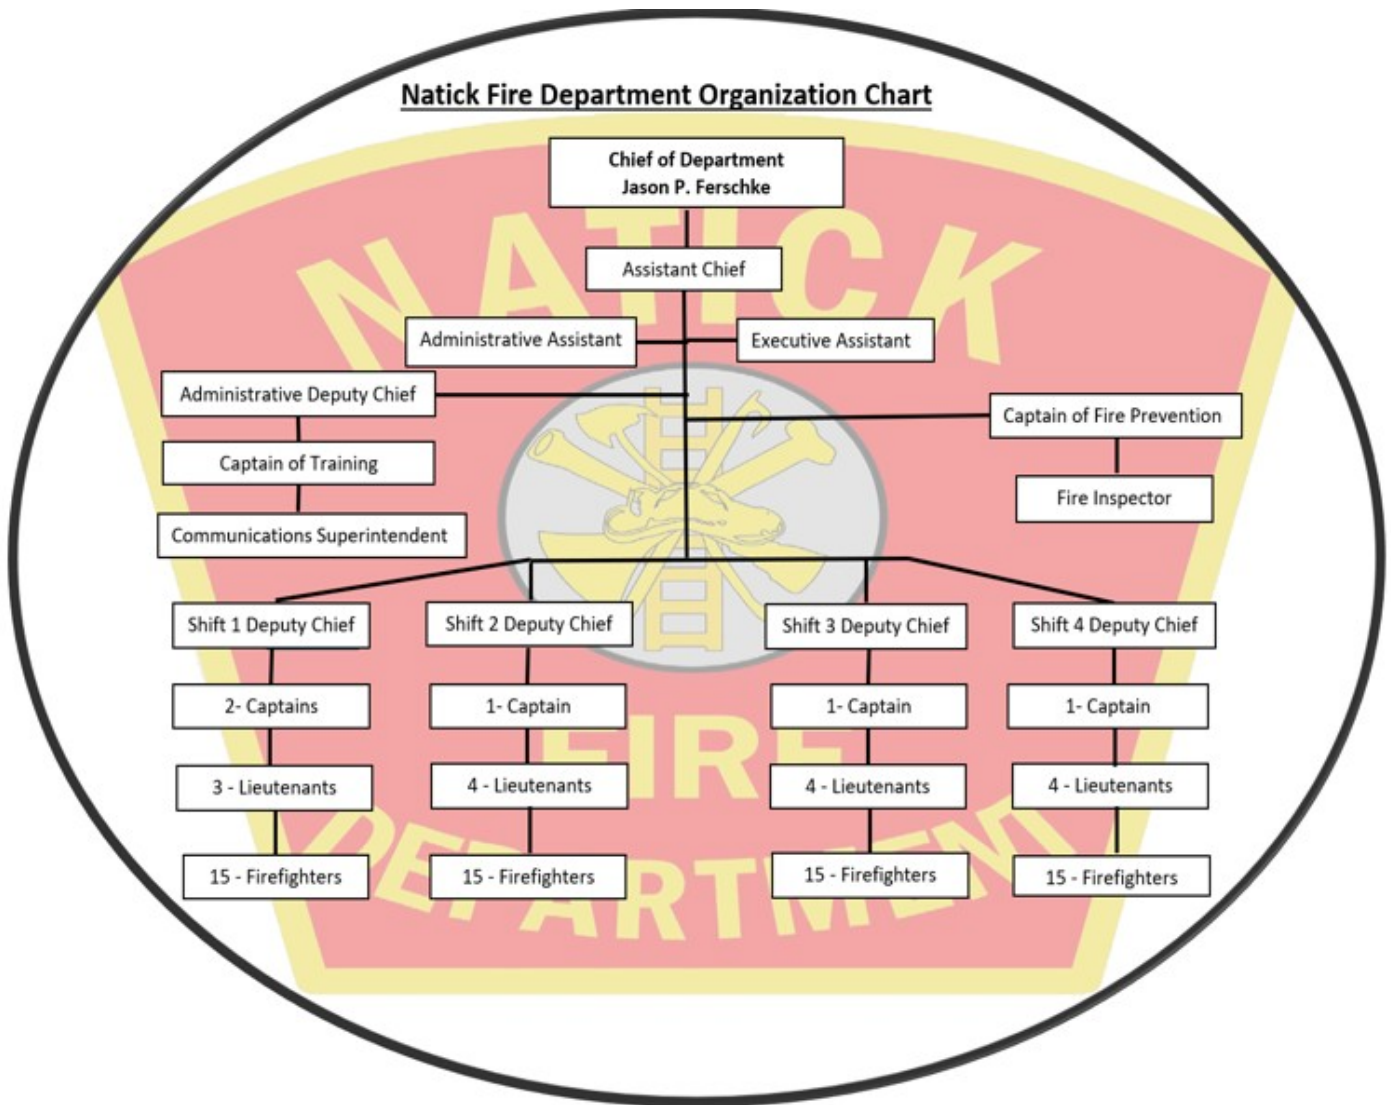 Natick Fire Department Organization Chart
Chief of Department
Jason P. Ferschke
NATICK
Assistant Chief
Administrative Assistant
Executive Assistant
Administrative Deputy Chief
Captain of Fire Prevention
Captain of Training
Fire Inspector
Communications Superintendent
Shift 1 Deputy Chief
Shift 2 Deputy Chief
Shift 3 Deputy Chief
Shift 4 Deputy Chief
2- Captains
1- Captain
1- Captain
1- Captain
FIRE
3 - Lieutenants
4 - Lieutenants
4 - Lieutenants
4 - Lieutenants
DEPARTMENT
15 - Firefighters
15 - Firefighters
15 - Firefighters
15 - Firefighters